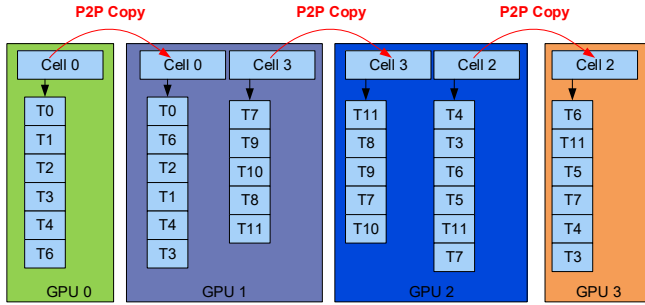 P2P Copy
P2P Copy
P2P Copy
Cell 0
T0
T1
T2
T3
T4
T6
GPU 0
Cell 0
T0
T6
T2
T1
T4
T3
Cell 3
T7
T9
T10
T8
T11
GPU 1
Cell 3
T11
T8
T9
T7
T10
Cell 2
T4
T3
T6
T5
T11
T7
GPU 2
Cell 2
T6
T11
T5
T7
T4
T3
GPU 3